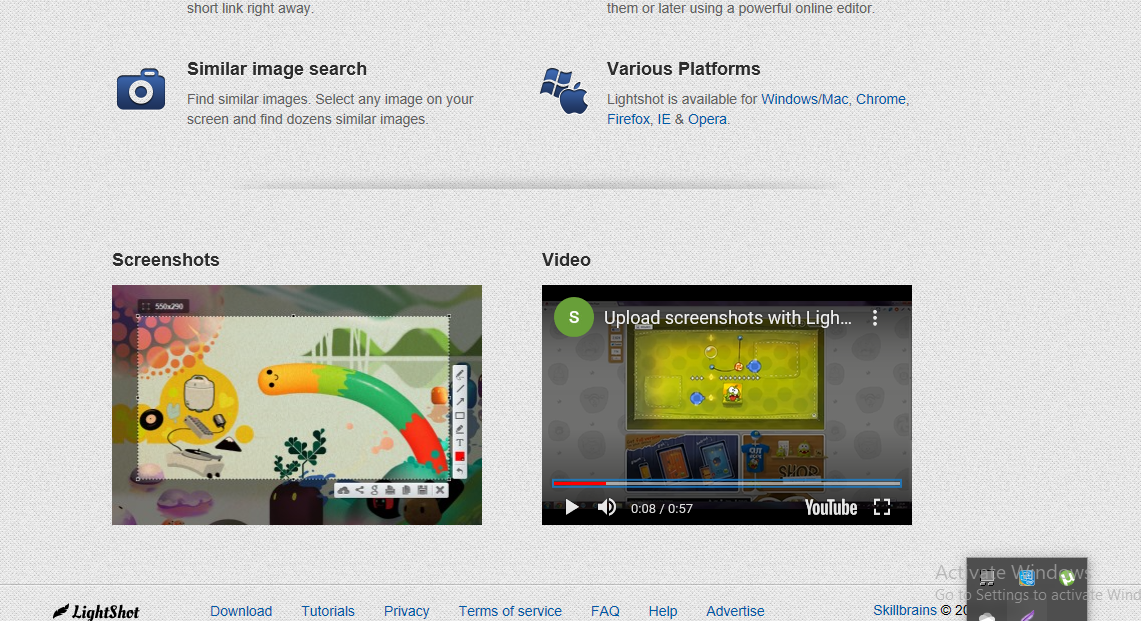 short link right away.
them or later using a powerful online editor.
Similar image search
Find similar images. Select any image on your
screen and find dozens similar images.
Various Platforms
Lightshot is available for Windows/Mac, Chrome,
Firefox, IE & Opera.
Screenshots
550x290
T
Video
S
Upload screenshots with Ligh...
CUT
SHOP
0:08 / 0:57
YouTube
Activate Windows
Go to Settings to activate Wind
LightShot
Download
Tutorials
Privacy
Terms of service
FAQ
Help
Advertise
Skillbrains © 20